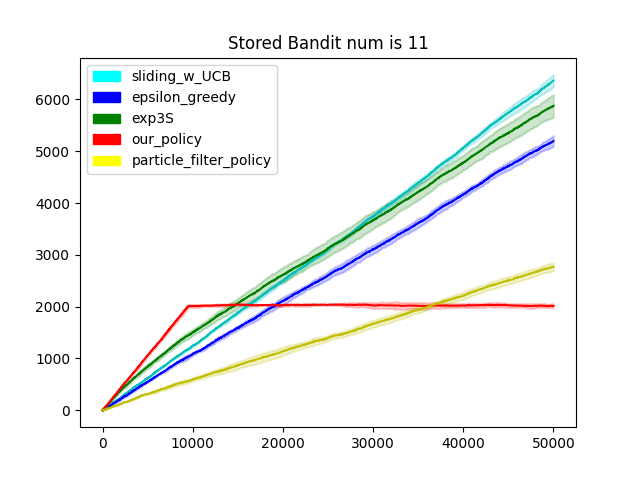 Stored Bandit num is 11
sliding_w_UCB
epsilon_greedy
exp3S
our_policy
particle_filter_policy
6000
5000
4000
3000
2000
1000
0
0 10000 20000 30000 40000 50000